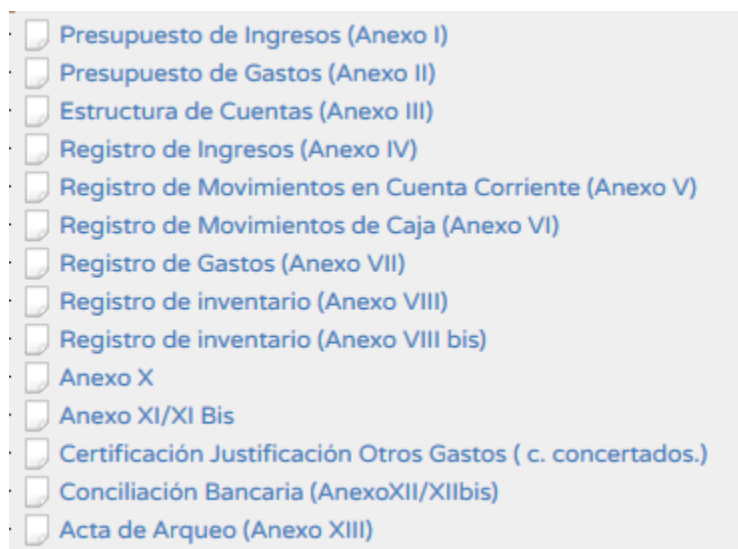 Presupuesto de Ingresos (Anexo I)
Presupuesto de Gastos (Anexo II)
Estructura de Cuentas (Anexo III)
Registro de Ingresos (Anexo IV)
Registro de Movimientos en Cuenta Corriente (Anexo V)
Registro de Movimientos de Caja (Anexo VI)
Registro de Gastos (Anexo VII)
Registro de inventario (Anexo VIII)
Registro de inventario (Anexo VIII bis)
Anexo X
Anexo XI/XI Bis
Certificación Justificación Otros Gastos ( c. concertados.)
Conciliación Bancaria (AnexoXII/XIIbis)
Acta de Arqueo (Anexo XIII)